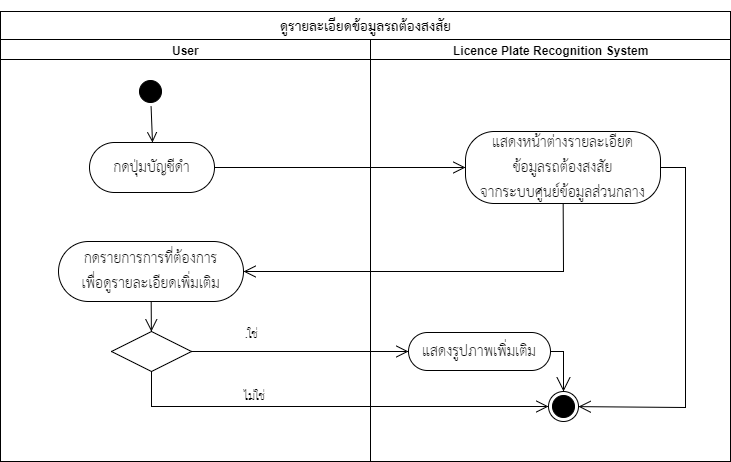 ดูรายละเอียดข้อมูลรถต้องสงสัย
User
Licence Plate Recognition System
กดปุ่มบัญชีดำ
แสดงหน้าต่างรายละเอียด
ข้อมูลรถต้องสงสัย
จากระบบศูนย์ข้อมูลส่วนกลาง
กดรายการการที่ต้องการ
เพื่อดูรายละเอียดเพิ่มเติม
.ใช่
แสดงรูปภาพเพิ่มเติม
ไม่ใช่